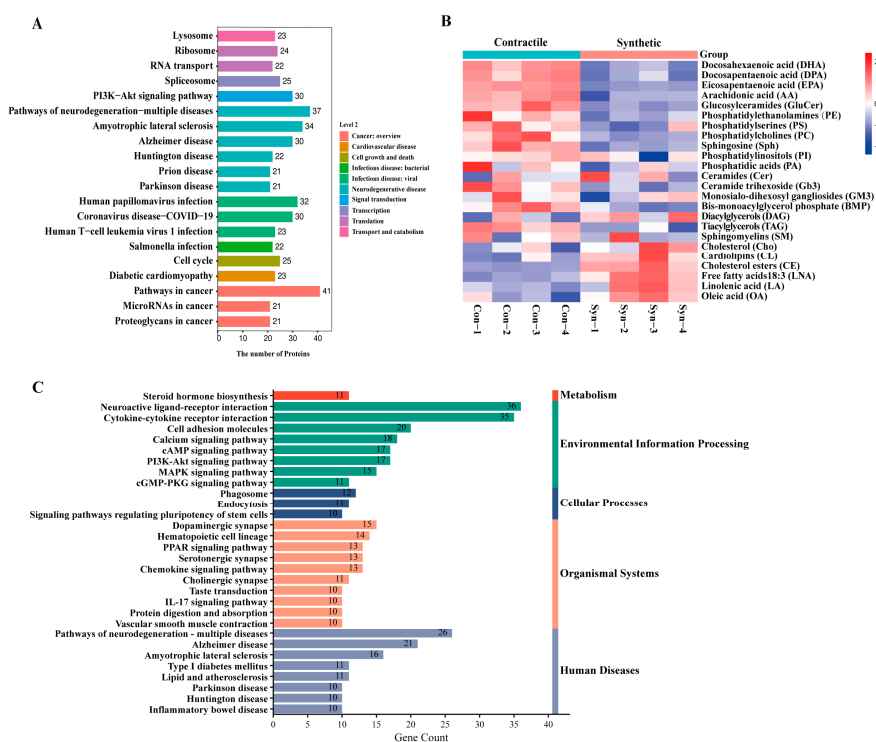 A
Lysosome 23
Ribosome 24
RNA transport 22
Spliceosome 25
PI3K−Akt signaling pathway 30
Pathways of neurodegeneration−multiple diseases 37
Amyotrophic lateral sclerosis 34
Alzheimer disease 30
Huntington disease 22
Prion disease 21
Parkinson disease 21
Human papillomavirus infection 32
Coronavirus disease−COVID−19 30
Human T−cell leukemia virus 1 infection 23
Salmonella infection 22
Cell cycle 25
Diabetic cardiomyopathy 23
Pathways in cancer 41
MicroRNAs in cancer 21
Proteoglycans in cancer 21
0 10 20 30 40
The number of Proteins
Level 2
Cancer: overview
Cardiovascular disease
Cell growth and death
Infectious disease: bacterial
Infectious disease: viral
Neurodegenerative disease
Signal transduction
Transcription
Translation
Transport and catabolism
B
Contractile Synthetic
Group
Docosahexaenoic acid (DHA)
Docosapentaenoic acid (DPA)
Eicosapentaenoic acid (EPA)
Arachidonic acid (AA)
Glucosylceramides (GluCer)
Phosphatidylethanolamines (PE)
Phosphatidylserines (PS)
Phosphatidylcholines (PC)
Sphingosine (Sph)
Phosphatidylinositols (PI)
Phosphatidic acids (PA)
Ceramides (Cer)
Ceramide trihexoside (Gb3)
Monosialo-dihexosyl gangliosides (GM3)
Bis-monoacylglycerol phosphate (BMP)
Diacylglycerols (DAG)
Tiacylglycerols (TAG)
Sphingomyelins (SM)
Cholesterol (Cho)
Cardiolipins (CL)
Cholesterol esters (CE)
Free fatty acids18:3 (LNA)
Linolenic acid (LA)
Oleic acid (OA)
Con−1 Con−2 Con−3 Con−4 Syn−1 Syn−2 Syn−3 Syn−4
C
Steroid hormone biosynthesis 11
Neuroactive ligand-receptor interaction 36
Cytokine-cytokine receptor interaction 35
Cell adhesion molecules 20
Calcium signaling pathway 18
cAMP signaling pathway 17
PI3K-Akt signaling pathway 17
MAPK signaling pathway 15
cGMP-PKG signaling pathway 11
Phagosome 12
Endocytosis 11
Signaling pathways regulating pluripotency of stem cells 10
Dopaminergic synapse 15
Hematopoietic cell lineage 14
PPAR signaling pathway 13
Serotonergic synapse 13
Chemokine signaling pathway 13
Cholinergic synapse 11
Taste transduction 10
IL-17 signaling pathway 10
Protein digestion and absorption 10
Vascular smooth muscle contraction 10
Pathways of neurodegeneration - multiple diseases 26
Alzheimer disease 21
Amyotrophic lateral sclerosis 16
Type I diabetes mellitus 11
Lipid and atherosclerosis 11
Parkinson disease 10
Huntington disease 10
Inflammatory bowel disease 10
0 5 10 15 20 25 30 35 40
Gene Count
Metabolism
Environmental Information Processing
Cellular Processes
Organismal Systems
Human Diseases